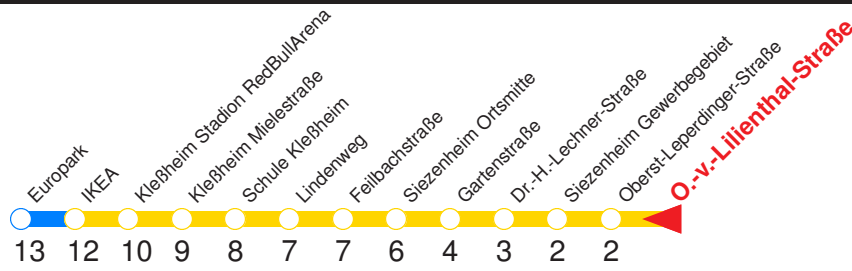 Europark
IKEA
Kleßheim Stadion RedBullArena
Kleßheim Mielestraße
Schule Kleßheim
Lindenweg
Feilbachstraße
Siezenheim Ortsmitte
Gartenstraße
Dr.-H.-Lechner-Straße
Siezenheim Gewerbegebiet
Oberst-Leperdinger-Straße
O.-v.-Lilienthal-Straße
13 12 10 9 8 7 7 6 4 3 2 2